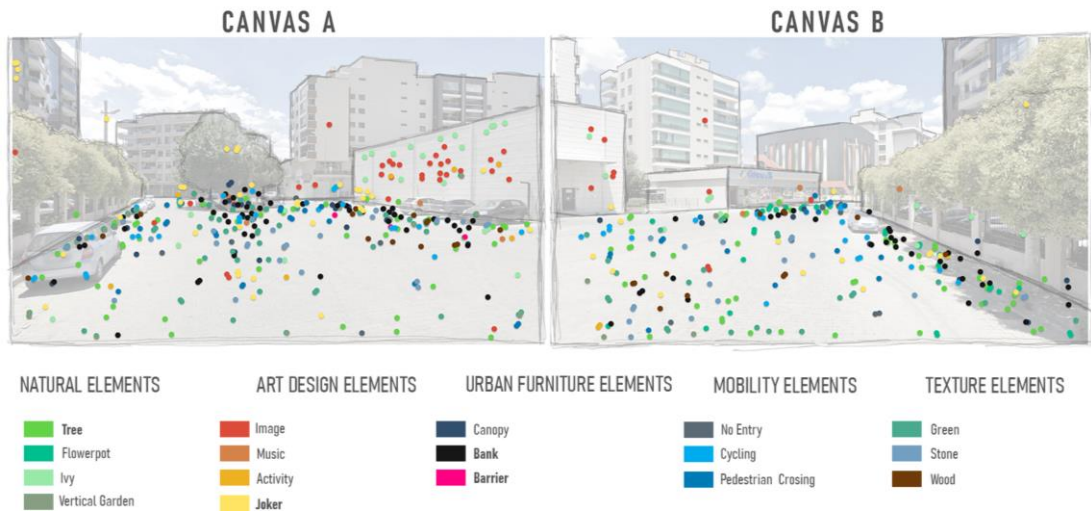 CANVAS A
CANVAS B
NATURAL ELEMENTS
Tree
Flowerpot
Ivy
Vertical Garden
ART DESIGN ELEMENTS
Image
Music
Activity
Joker
URBAN FURNITURE ELEMENTS
Canopy
Bank
Barrier
MOBILITY ELEMENTS
No Entry
Cycling
Pedestrian Crosing
TEXTURE ELEMENTS
Green
Stone
Wood